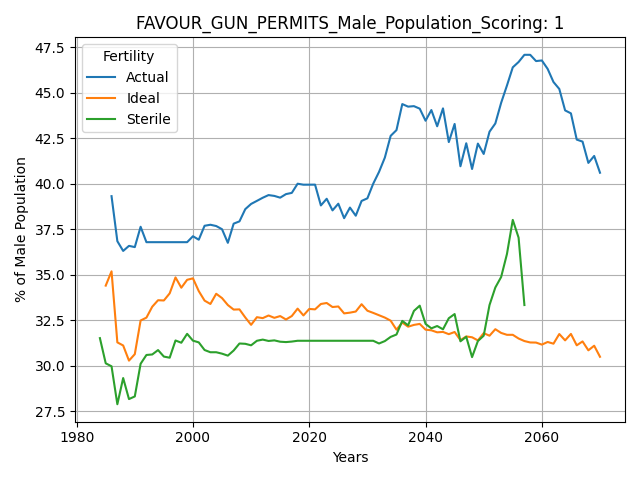 FAVOUR_GUN_PERMITS_Male_Population_Scoring: 1
47.5
45.0
42.5
40.0
37.5
35.0
32.5
30.0
27.5
% of Male Population
Fertility
Actual
Ideal
Sterile
1980
2000
2020
2040
2060
Years